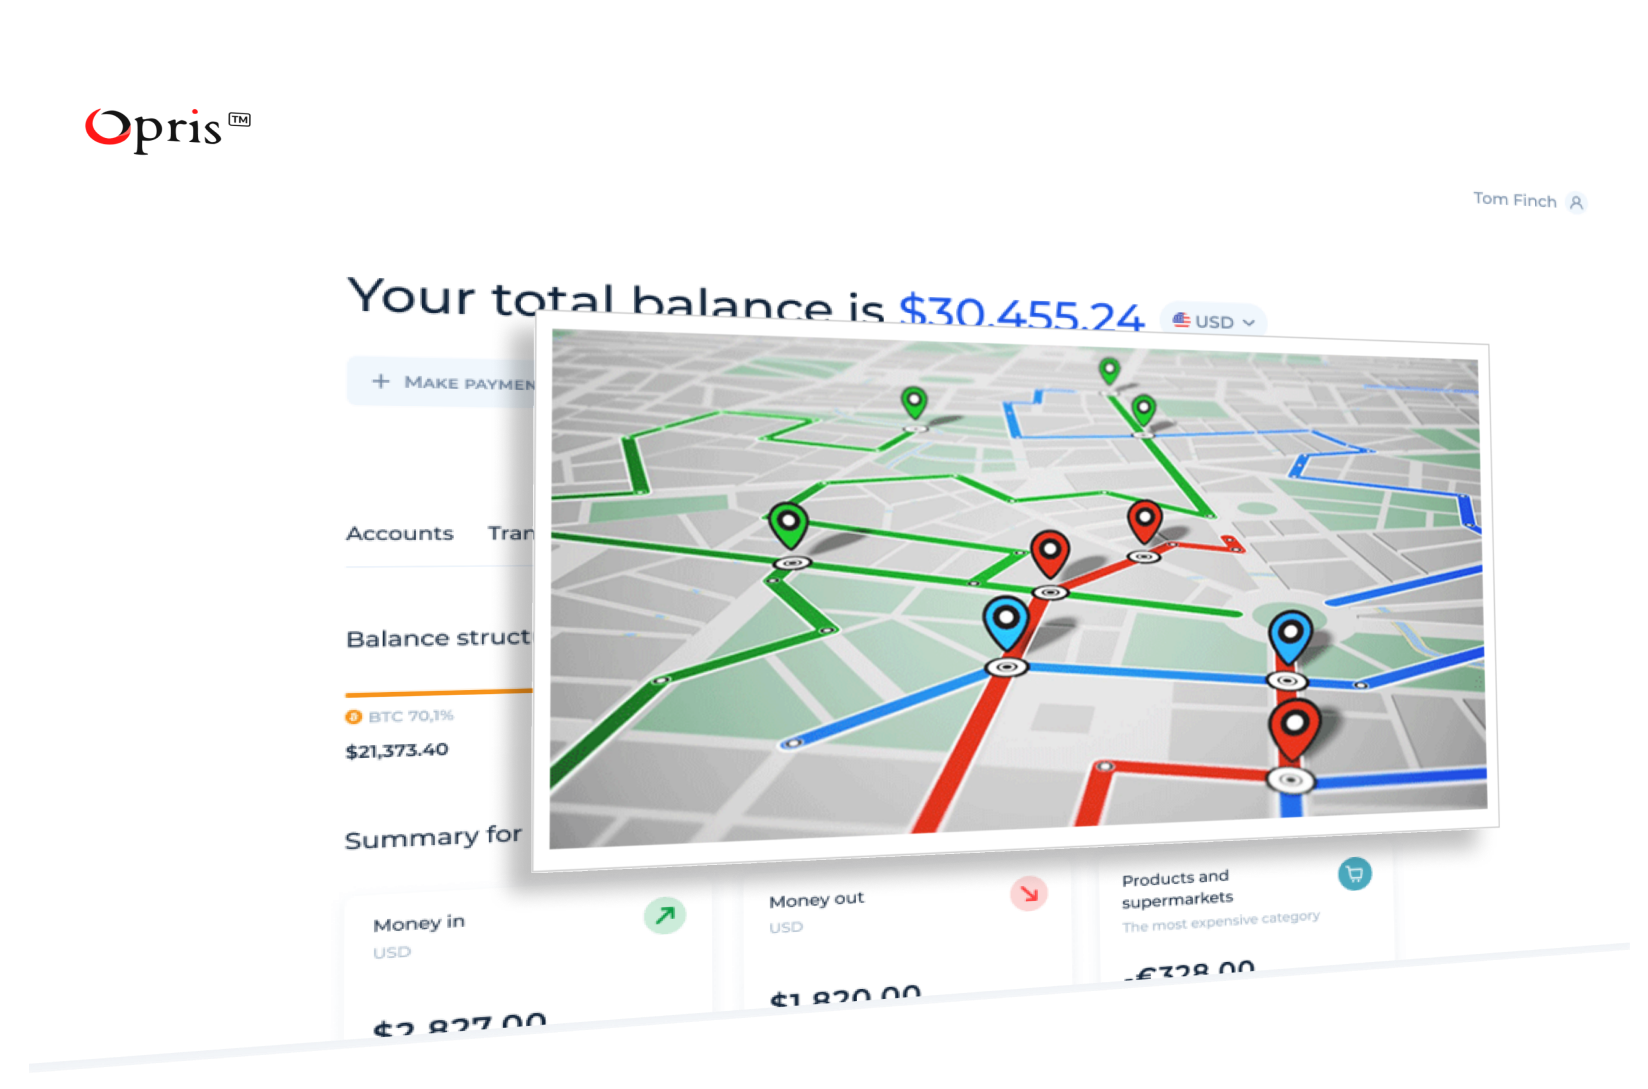 Opris TM
Tom Finch
Your total balance is $30,455.24 USD
+ MAKE PAYMEN
Accounts Tran
Balance struct
BTC 70,1%
$21,373.40
Summary for
Money in
USD
$2,827.00
Money out
USD
$1,820.00
Products and
supermarkets
The most expensive category
-€328.00